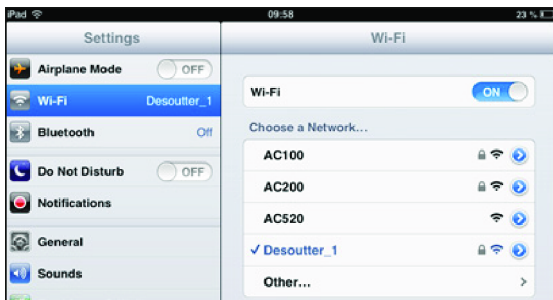 iPad 09:58 23 %
Settings
Airplane Mode OFF
Wi-Fi Desoutter_1
Bluetooth Off
Do Not Disturb OFF
Notifications
General
Sounds
Wi-Fi
Wi-Fi ON
Choose a Network...
AC100
AC200
AC520
✓ Desoutter_1
Other...